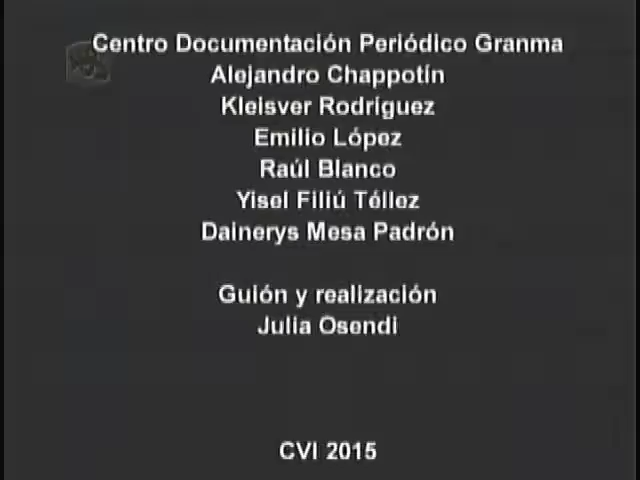 Centro Documentación Periódico Granma
Alejandro Chappotín
Kleisver Rodríguez
Emilio López
Raúl Blanco
Yisel Filiú Téllez
Dainerys Mesa Padrón
Guión y realización
Julia Osendi
CVI 2015